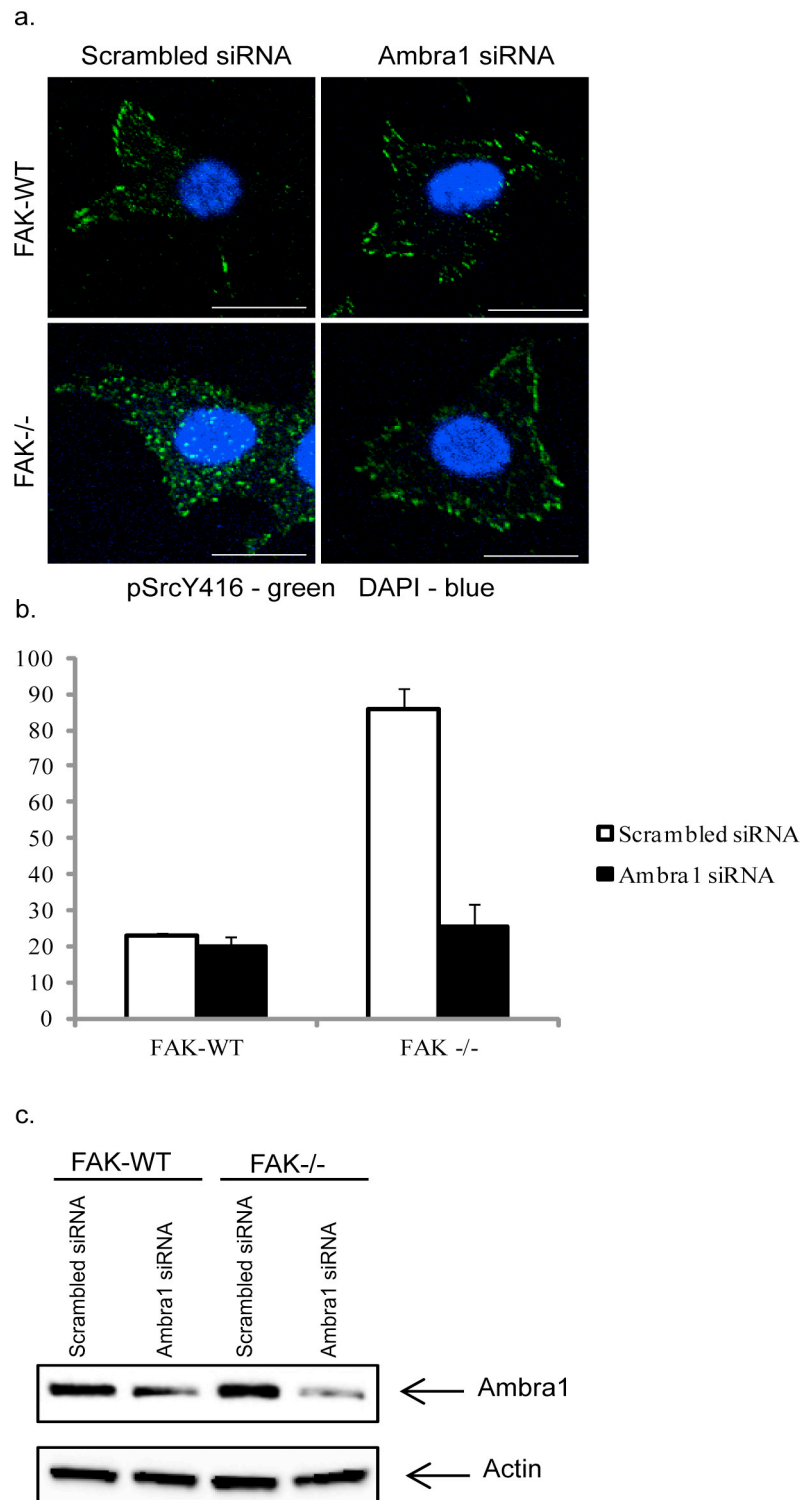 a.
Scrambled siRNA
Ambra1 siRNA
FAK-WT
FAK-/-
pSrcY416 - green DAPI - blue
b.
100
90
80
70
60
50
40
30
20
10
0
FAK-WT
FAK -/-
Scrambled siRNA
Ambra1 siRNA
c.
FAK-WT
FAK-/-
Scrambled siRNA
Ambra1 siRNA
Scrambled siRNA
Ambra1 siRNA
Ambra1
Actin